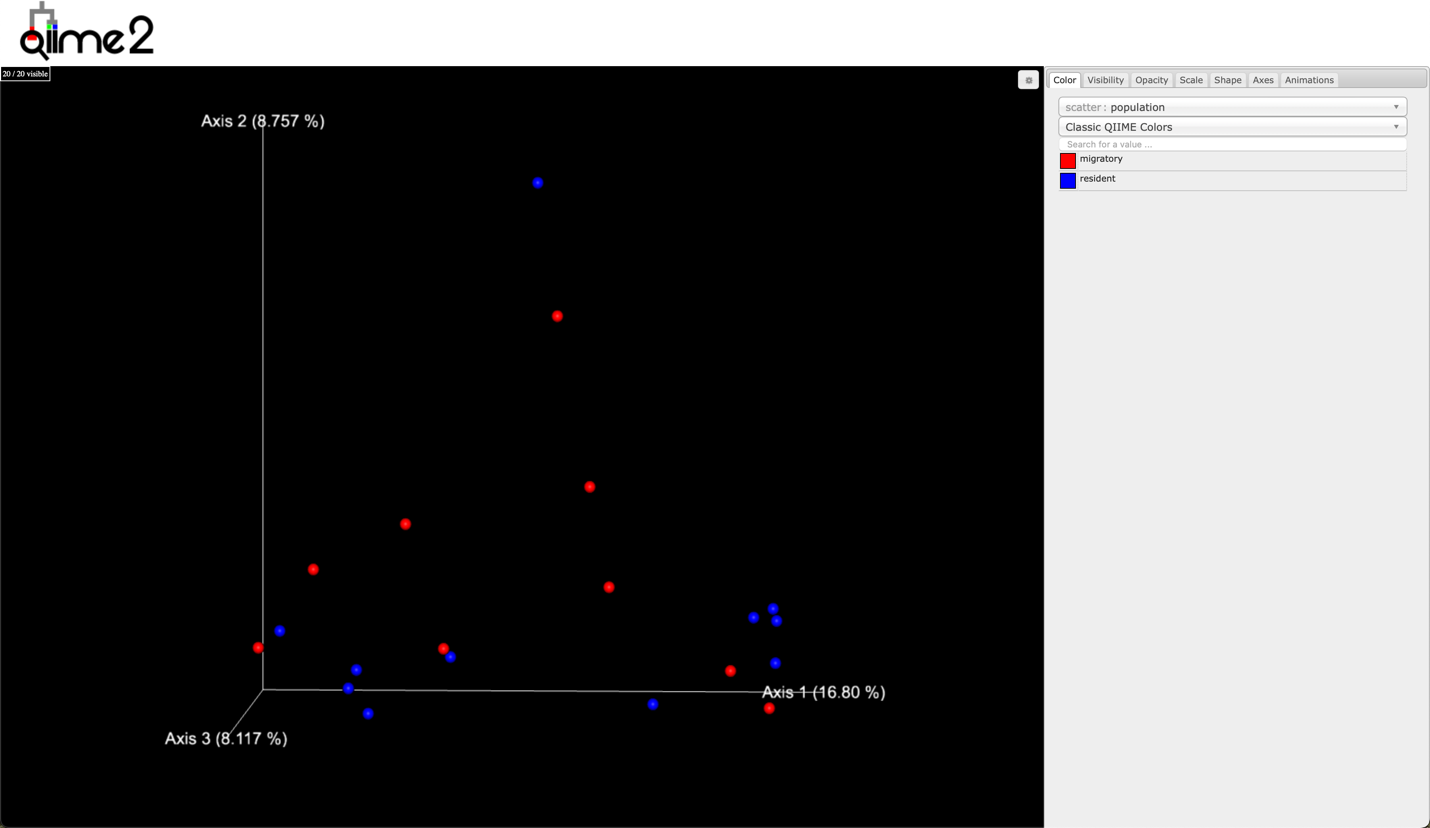 qiime2
20 / 20 visible
Axis 2 (8.757 %)
Axis 1 (16.80 %)
Axis 3 (8.117 %)
Color Visibility Opacity Scale Shape Axes Animations
scatter: population
Classic QIIME Colors
Search for a value ...
migratory
resident